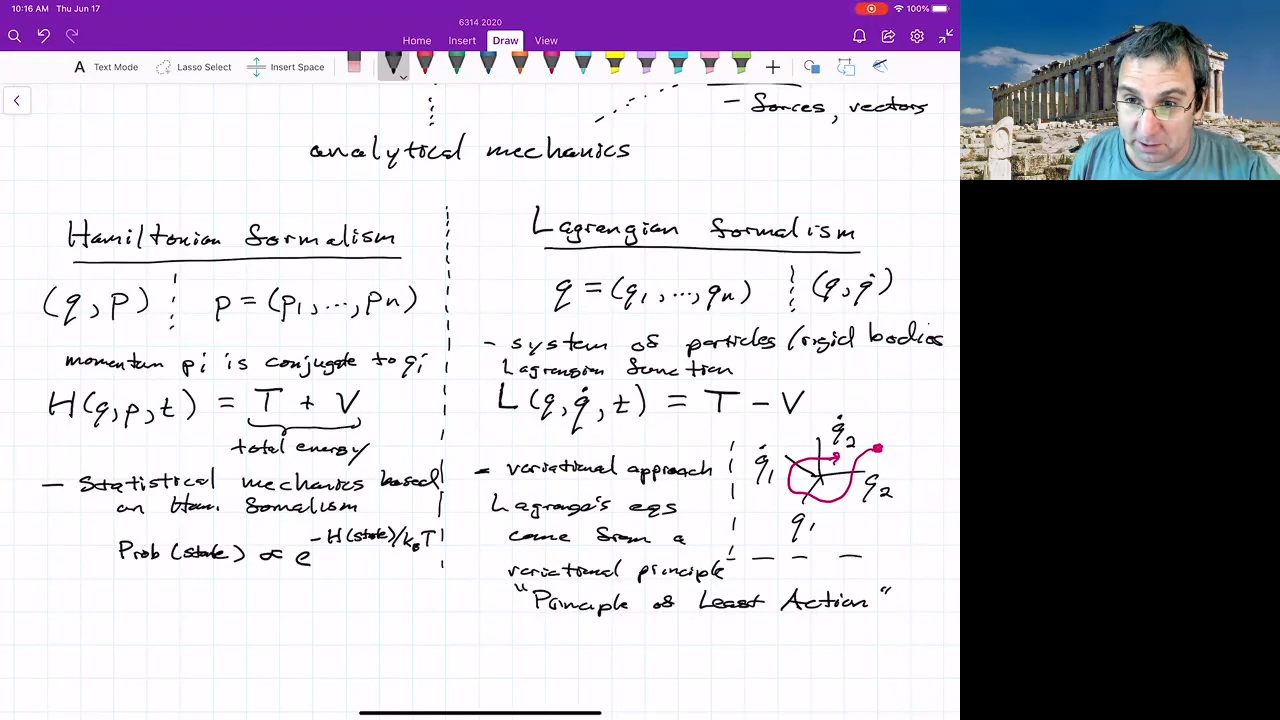 10:16 AM Thu Jun 17
100%
6314 2020
Home Insert Draw View
Text Mode Lasso Select Insert Space
- forces, vectors
analytical mechanics
Hamiltonian formalism
(q, p) p = (p1, ..., pn)
momentum pi is conjugate to qi
H(q, p, t) = T + V
total energy
- Statistical mechanics based
on Ham. formalism
Prob (state) ∝ e^-H(state)/kBT
Lagrangian formalism
q = (q1, ..., qn) (q, q̇)
- system of particles (rigid bodies
Lagrangian function
L(q, q̇, t) = T - V
- variational approach
Lagrange's eqs
come from a
variational principle
"Principle of Least Action"
q̇2
q̇1
q2
q1